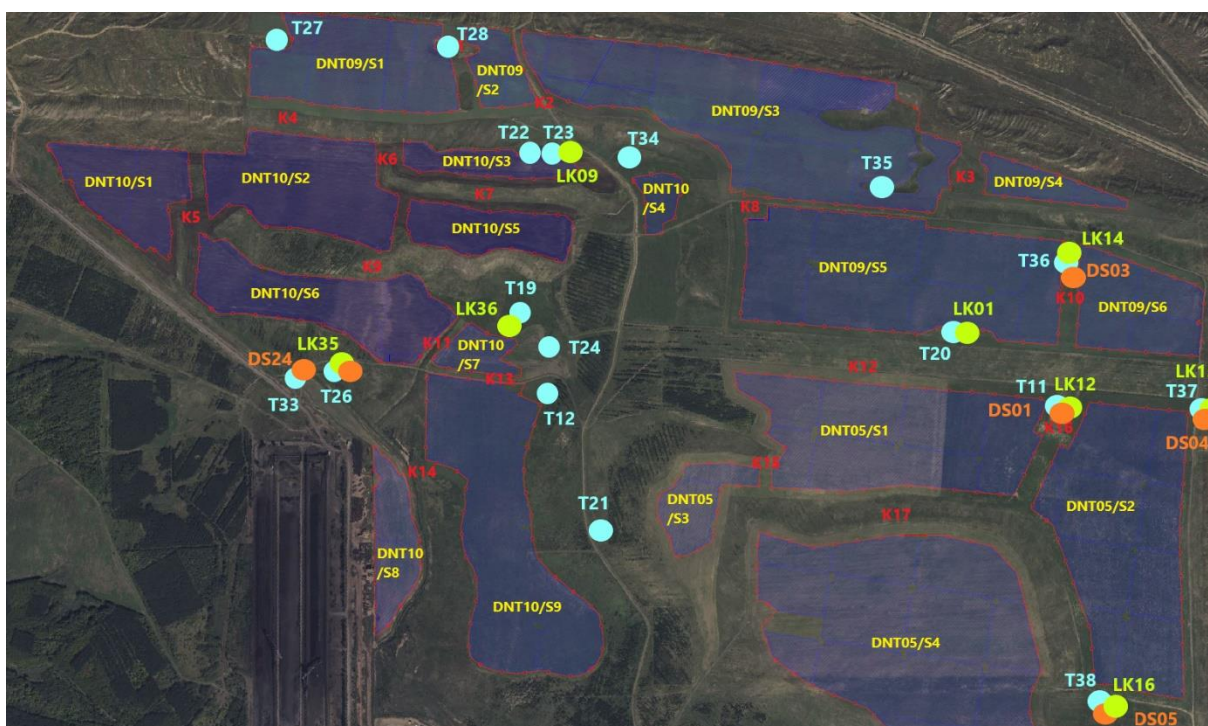 T27
T28
DNT09/S1
DNT09
/S2
K2
DNT09/S3
K4
T22
T23
T34
LK09
K6
DNT10/S3
DNT10/S1
DNT10/S2
K7
DNT10
/S4
T35
K3
DNT09/S4
K5
K8
DNT10/S5
K9
DNT10/S6
DNT09/S5
LK14
T36
DS03
K10
DNT09/S6
T19
LK36
LK01
T20
K11
DNT10
/S7
T24
LK35
DS24
T33
T26
K13
T12
K12
T11
LK12
DS01
LK1
T37
DS04
DNT05/S1
K14
DNT05
/S3
T21
K17
DNT05/S2
DNT10
/S8
DNT10/S9
DNT05/S4
T38
LK16
DS05